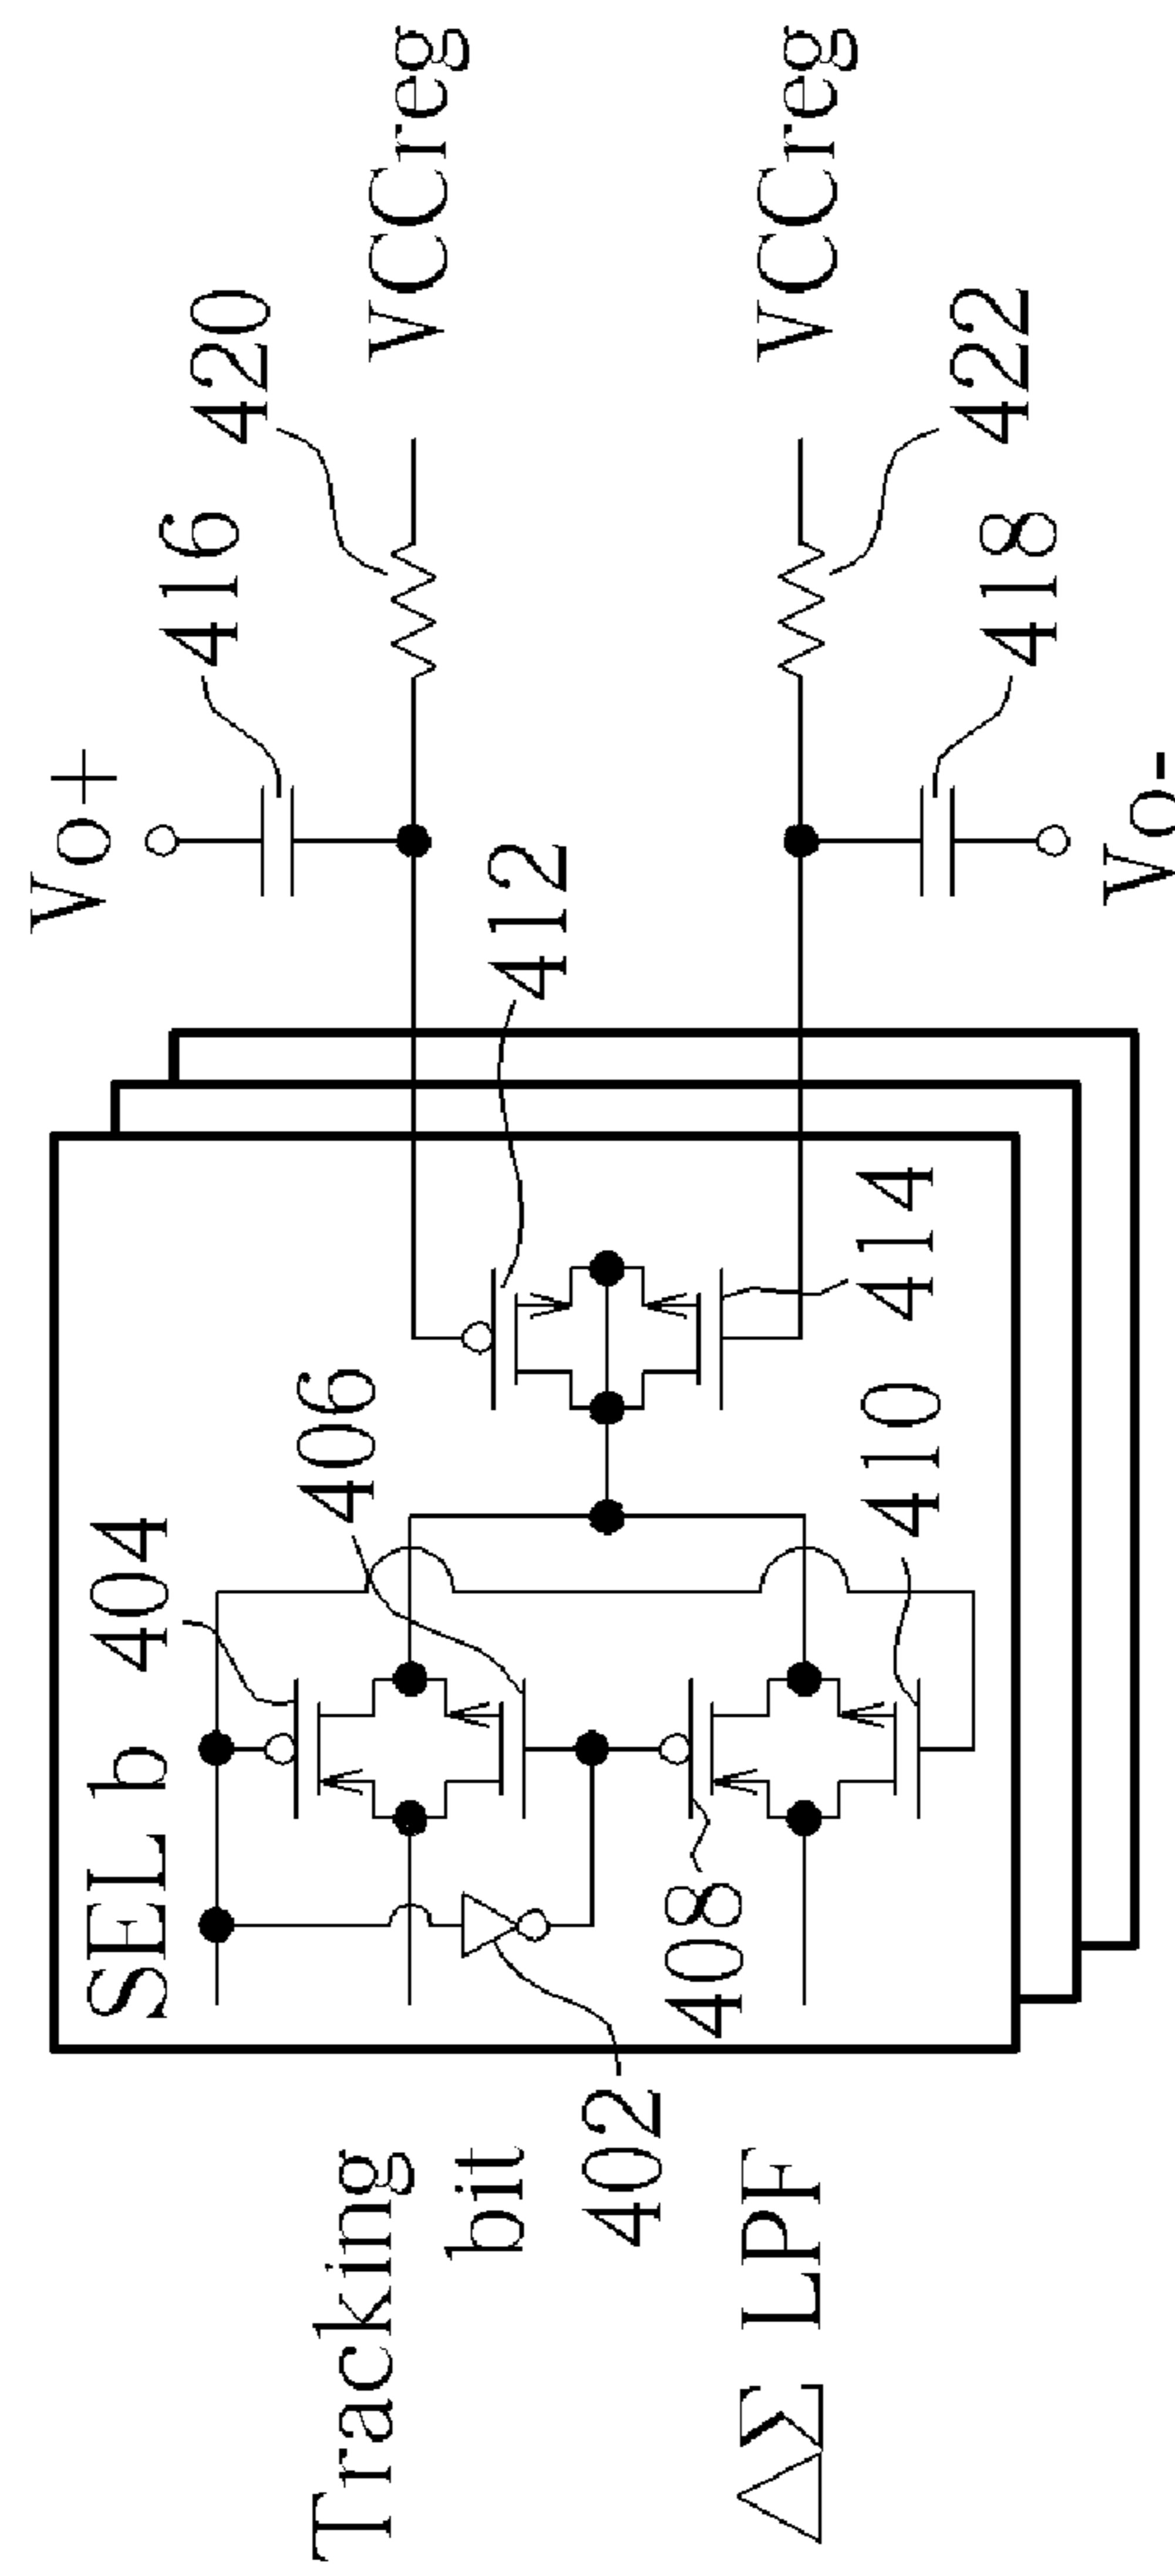 SEL b
404
406
Tracking
bit
402
408
ΔΣ LPF
410
412
414
Vo+
416
420
VCCreg
VCCreg
422
418
Vo-